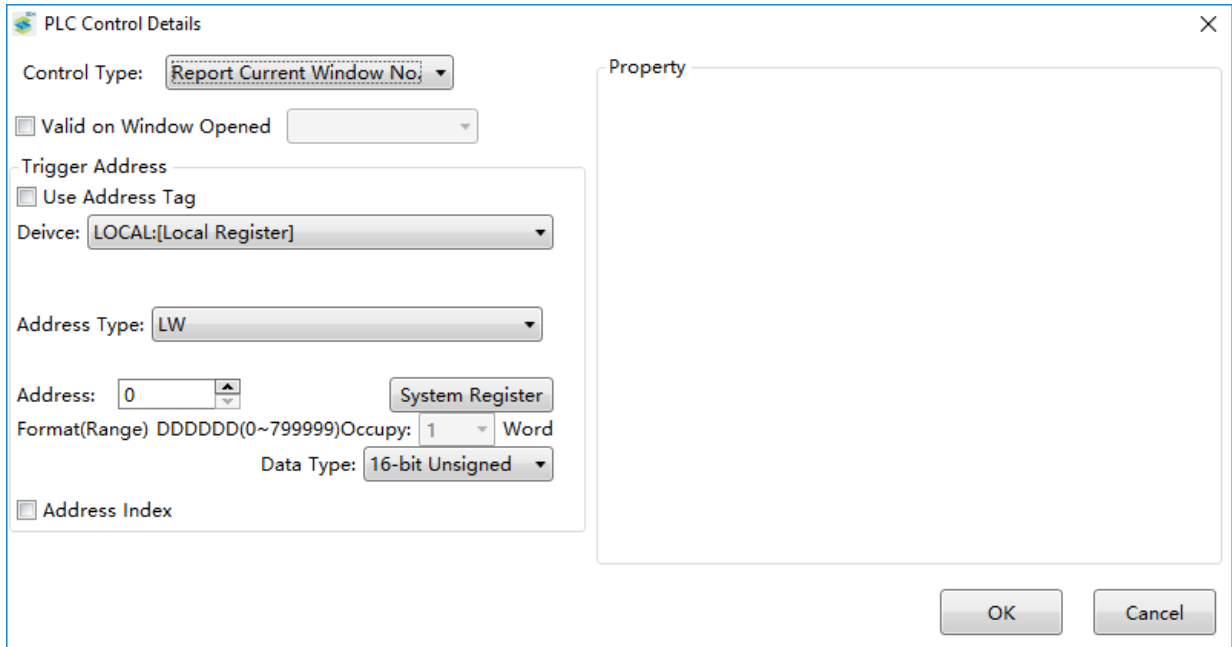 PLC Control Details
Control Type: Report Current Window No.
Valid on Window Opened
Trigger Address
Use Address Tag
Deivce: LOCAL:[Local Register]
Address Type: LW
Address: 0 System Register
Format(Range) DDDDDD(0~799999)Occupy: 1 Word
Data Type: 16-bit Unsigned
Address Index
Property
OK Cancel